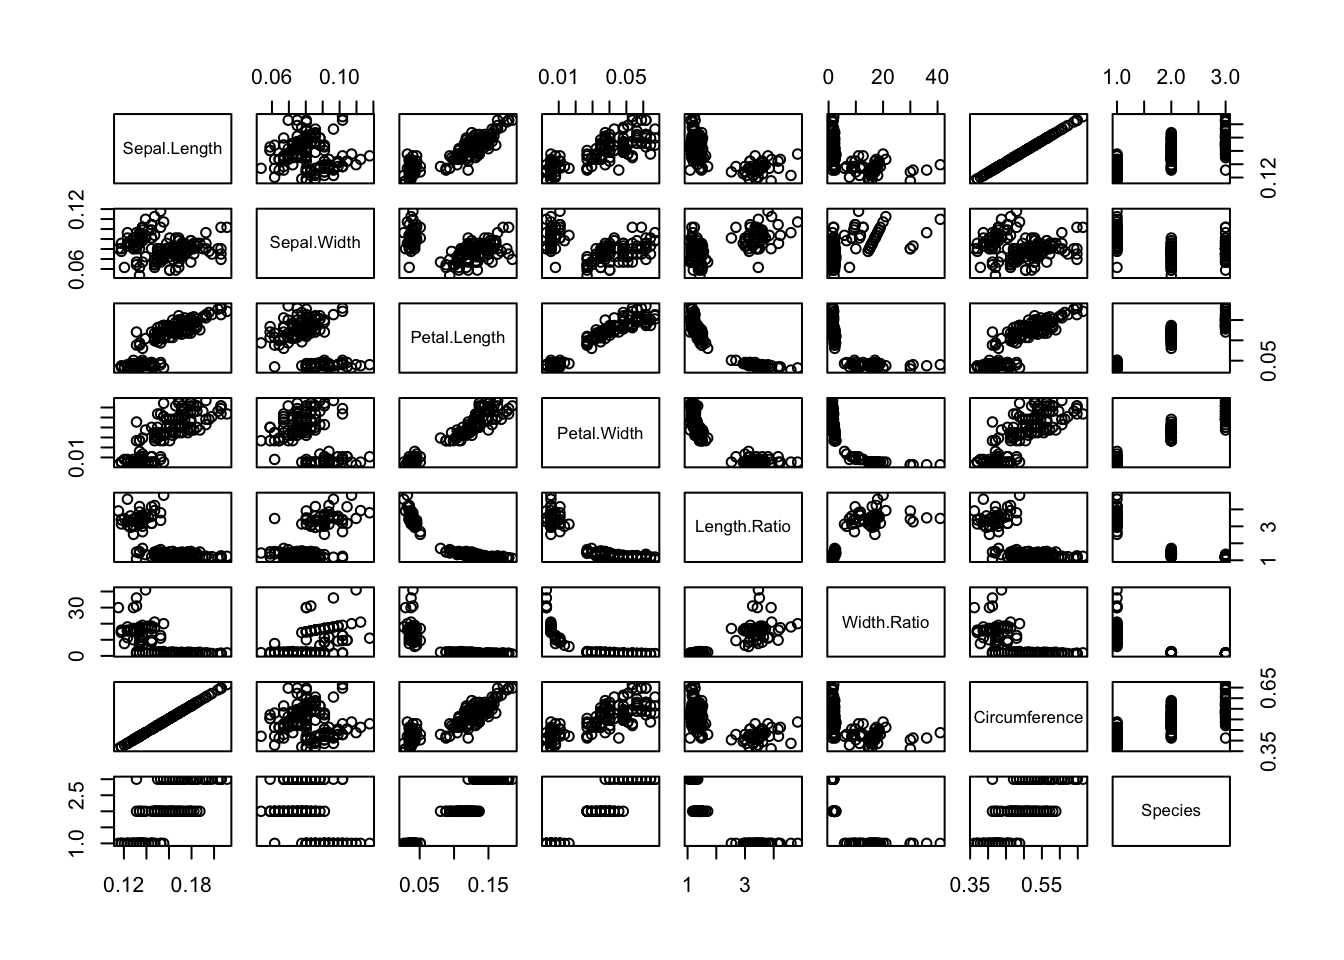 0.06 0.10 0.01 0.05 0 20 40 1.0 2.0 3.0
Sepal.Length
0.12
0.06 0.12
Sepal.Width
Petal.Length
0.05
0.01
Petal.Width
Length.Ratio
1 3
0 30
Width.Ratio
Circumference
0.35 0.65
1.0 2.5
Species
0.12 0.18 0.05 0.15 1 3 0.35 0.55